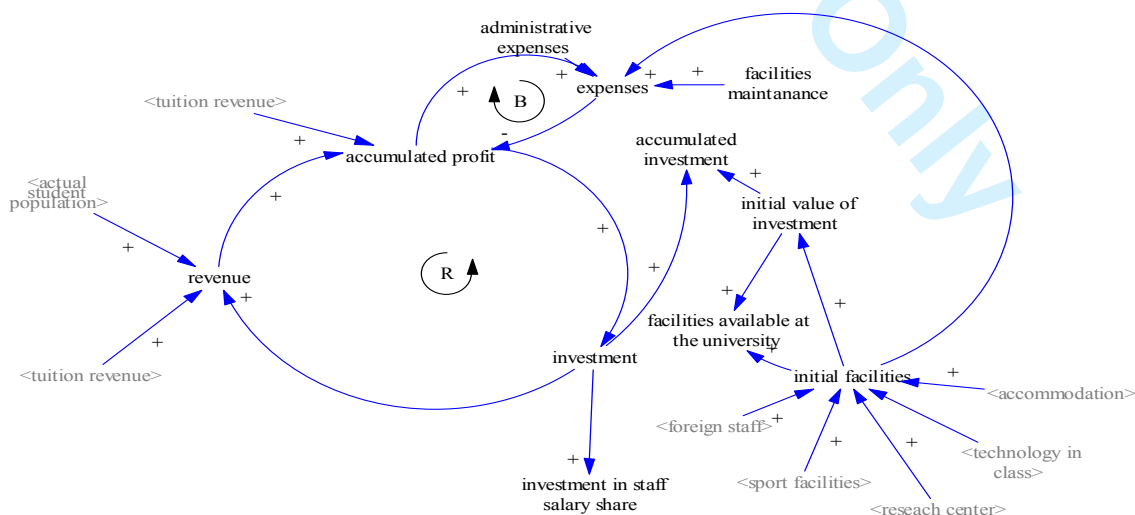 Only
administrative
expenses
+
+
+
+
expenses
facilities
maintanance
B
<tuition revenue>
+
-
accumulated profit
accumulated
investment
+
<actual
student
population>
+
initial value of
investment
+
+
R
+
revenue
+
+
+
facilities available at
the university
+
+
investment
<tuition revenue>
initial facilities
+
<accommodation>
<foreign staff>
+
+
+
<technology in
class>
+
<sport facilities>
+
investment in staff
salary share
<reseach center>